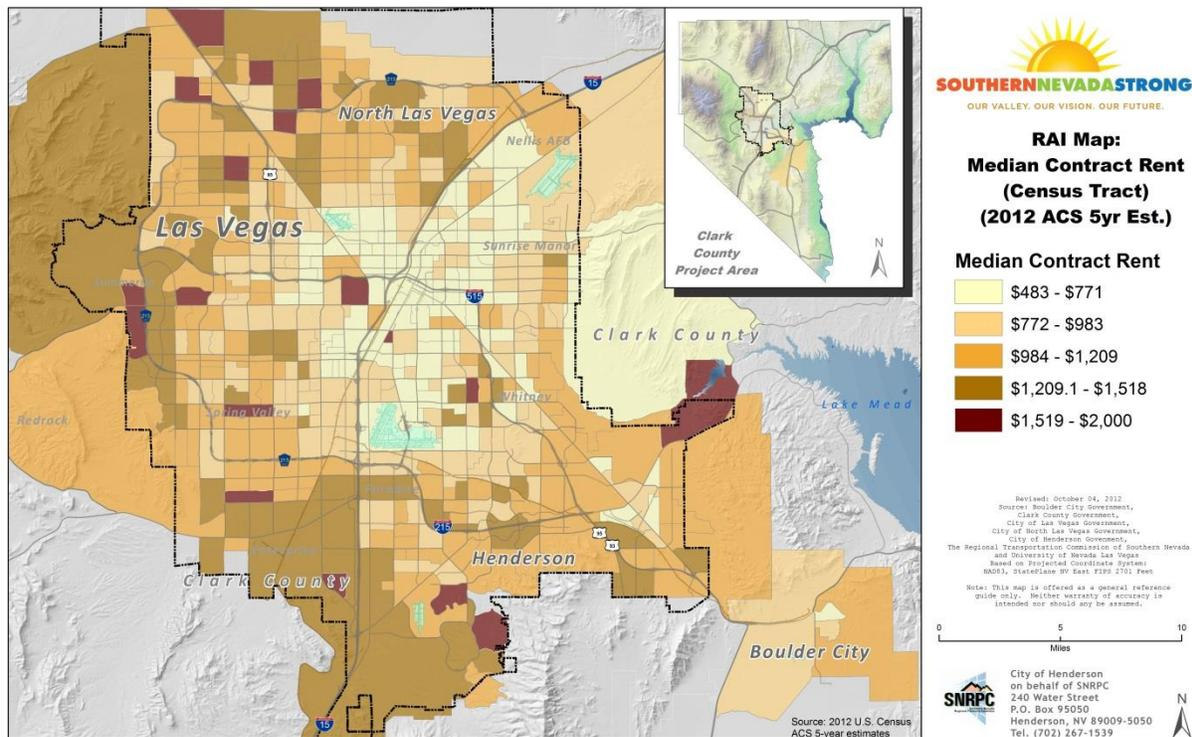 North Las Vegas
Nellis AFB
Las Vegas
Sunrise Manor
Summerlin
Clark County
Redrock
Spring Valley
Whitney
Lake Mead
Paradise
Enterprise
Clark County
Henderson
Boulder City
15
215
95
515
215
215
215
95
93
15
Clark
County
Project Area
N
Source: 2012 U.S. Census
ACS 5-year estimates
SOUTHERNNEVADASTRONG
OUR VALLEY. OUR VISION. OUR FUTURE.
RAI Map:
Median Contract Rent
(Census Tract)
(2012 ACS 5yr Est.)
Median Contract Rent
$483 - $771
$772 - $983
$984 - $1,209
$1,209.1 - $1,518
$1,519 - $2,000
Revised: October 04, 2012
Source: Boulder City Government,
Clark County Government,
City of Las Vegas Government,
City of North Las Vegas Government,
City of Henderson Govenment,
The Regional Transportation Commission of Southern Nevada
and University of Nevada Las Vegas
Based on Projected Coordinate System:
NAD83, StatePlane NV East FIPS 2701 Feet
Note: This map is offered as a general reference
guide only. Neither warranty of accuracy is
intended nor should any be assumed.
0 5 10
Miles
SNRPC
City of Henderson
on behalf of SNRPC
240 Water Street
P.O. Box 95050
Henderson, NV 89009-5050
Tel. (702) 267-1539
N